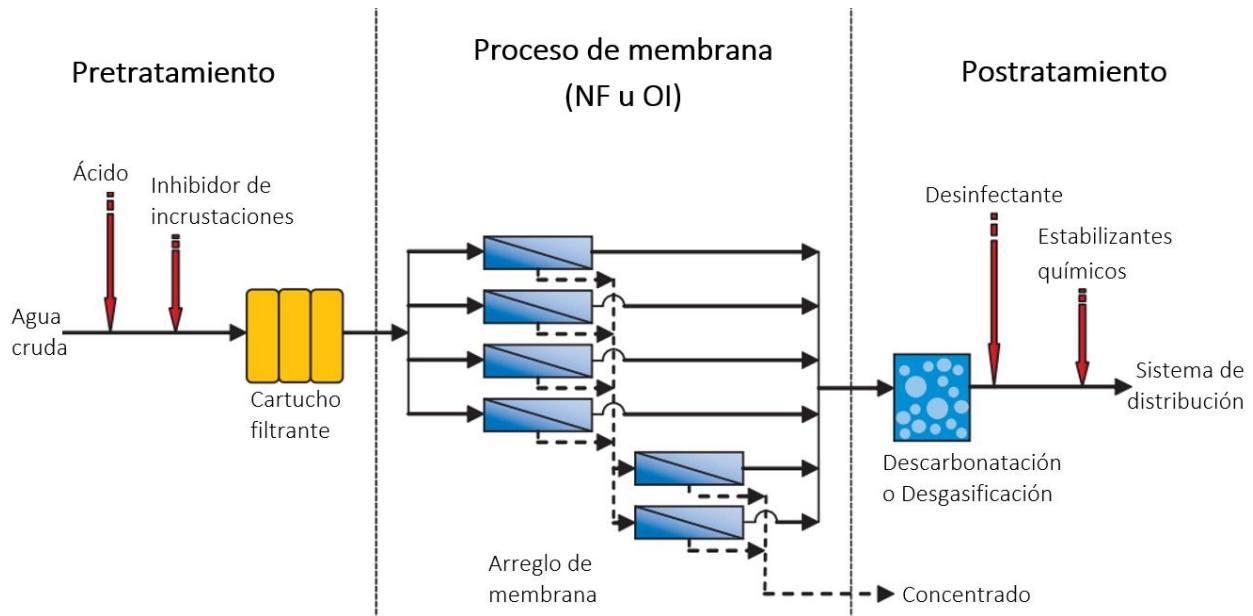 Pretratamiento
Proceso de membrana
(NF u OI)
Postratamiento
Ácido
Inhibidor de
incrustaciones
Agua
cruda
Cartucho
filtrante
Arreglo de
membrana
Desinfectante
Estabilizantes
químicos
Sistema de
distribución
Descarbonatación
o Desgasificación
Concentrado